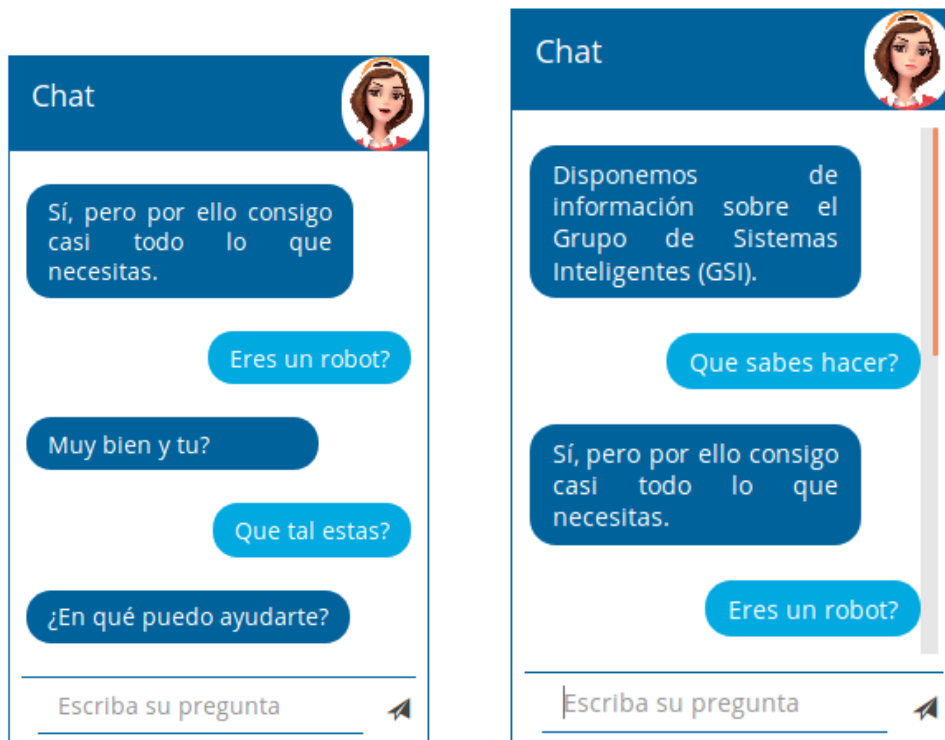 Chat
Sí, pero por ello consigo
casi todo lo que
necesitas.
Eres un robot?
Muy bien y tu?
Que tal estas?
¿En qué puedo ayudarte?
Escriba su pregunta
Chat
Disponemos de
información sobre el
Grupo de Sistemas
Inteligentes (GSI).
Que sabes hacer?
Sí, pero por ello consigo
casi todo lo que
necesitas.
Eres un robot?
Escriba su pregunta